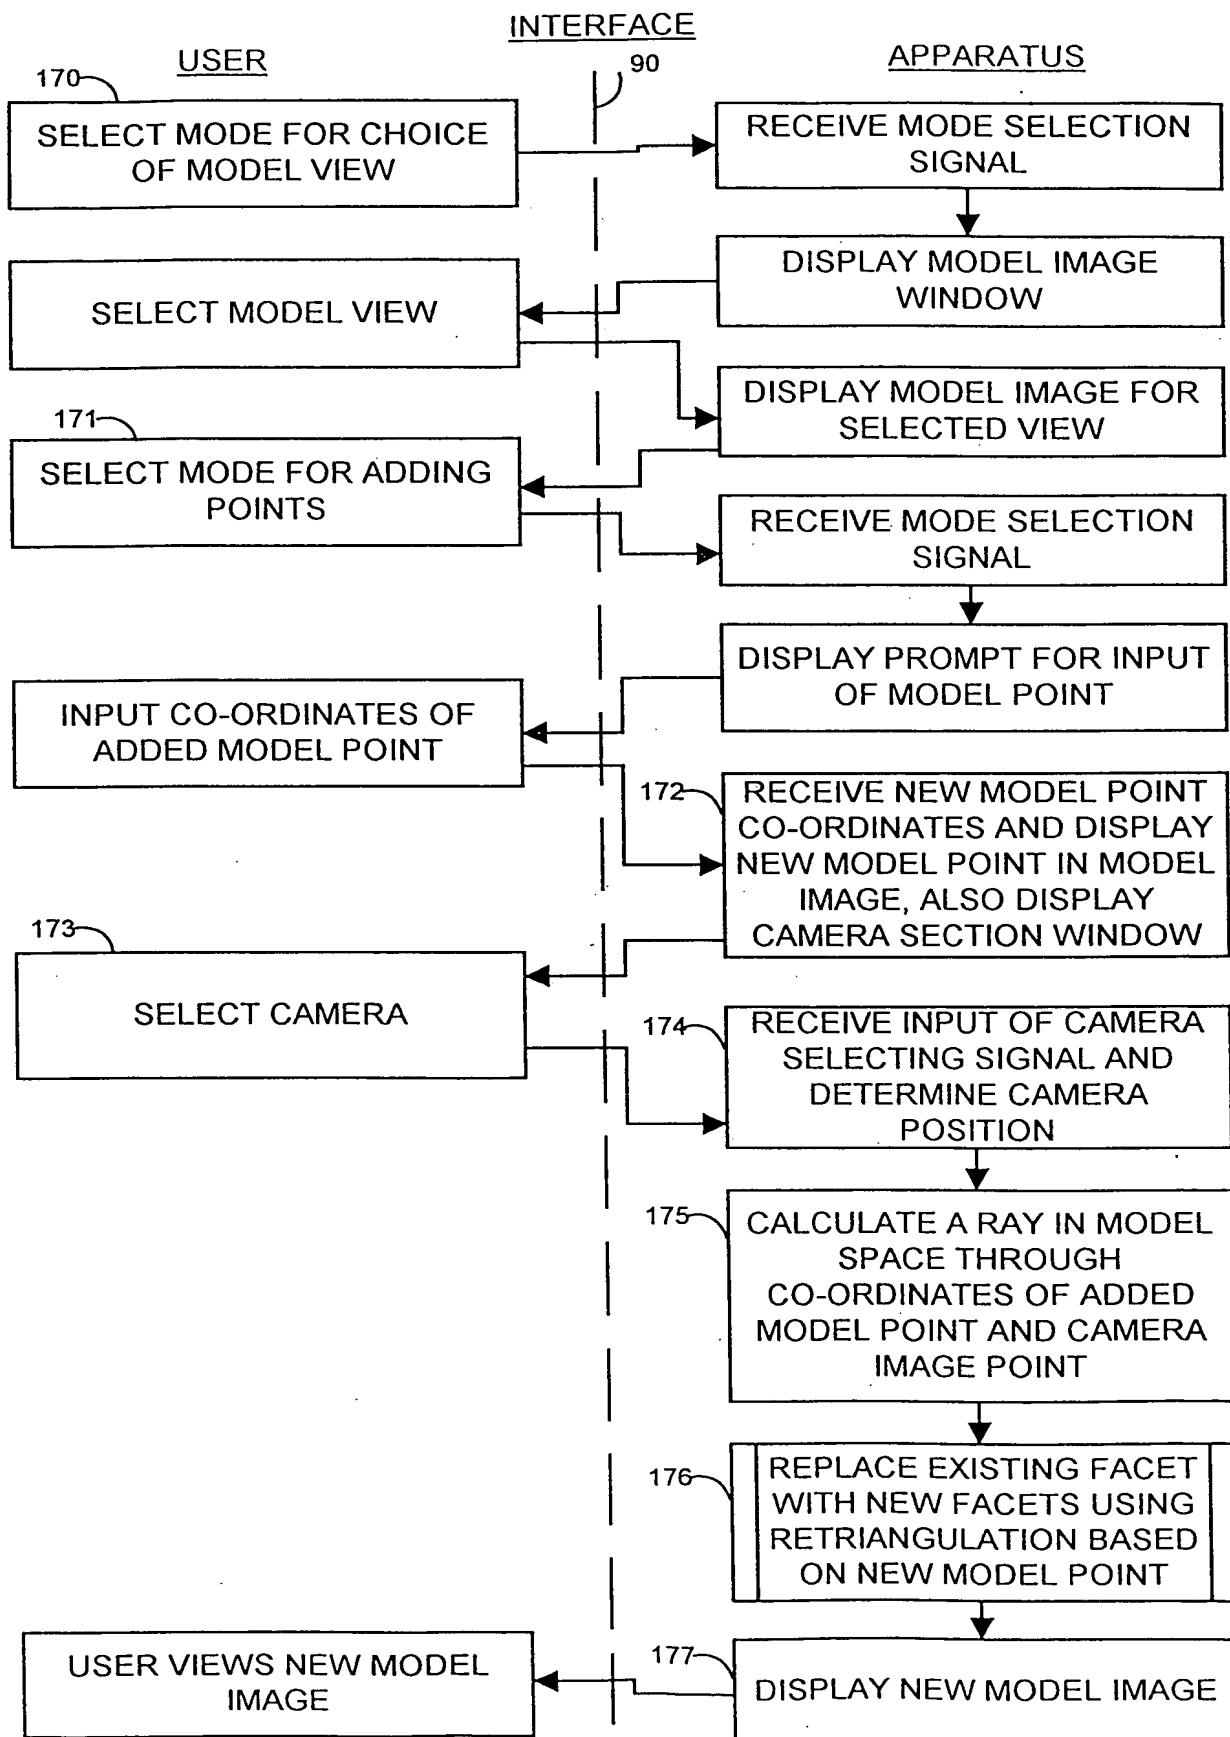 INTERFACE
USER
90
APPARATUS
170
SELECT MODE FOR CHOICE
OF MODEL VIEW
RECEIVE MODE SELECTION
SIGNAL
DISPLAY MODEL IMAGE
WINDOW
SELECT MODEL VIEW
DISPLAY MODEL IMAGE FOR
SELECTED VIEW
171
SELECT MODE FOR ADDING
POINTS
RECEIVE MODE SELECTION
SIGNAL
DISPLAY PROMPT FOR INPUT
OF MODEL POINT
INPUT CO-ORDINATES OF
ADDED MODEL POINT
172
RECEIVE NEW MODEL POINT
CO-ORDINATES AND DISPLAY
NEW MODEL POINT IN MODEL
IMAGE, ALSO DISPLAY
CAMERA SECTION WINDOW
173
SELECT CAMERA
174
RECEIVE INPUT OF CAMERA
SELECTING SIGNAL AND
DETERMINE CAMERA
POSITION
175
CALCULATE A RAY IN MODEL
SPACE THROUGH
CO-ORDINATES OF ADDED
MODEL POINT AND CAMERA
IMAGE POINT
176
REPLACE EXISTING FACET
WITH NEW FACETS USING
RETRIANGULATION BASED
ON NEW MODEL POINT
177
DISPLAY NEW MODEL IMAGE
USER VIEWS NEW MODEL
IMAGE